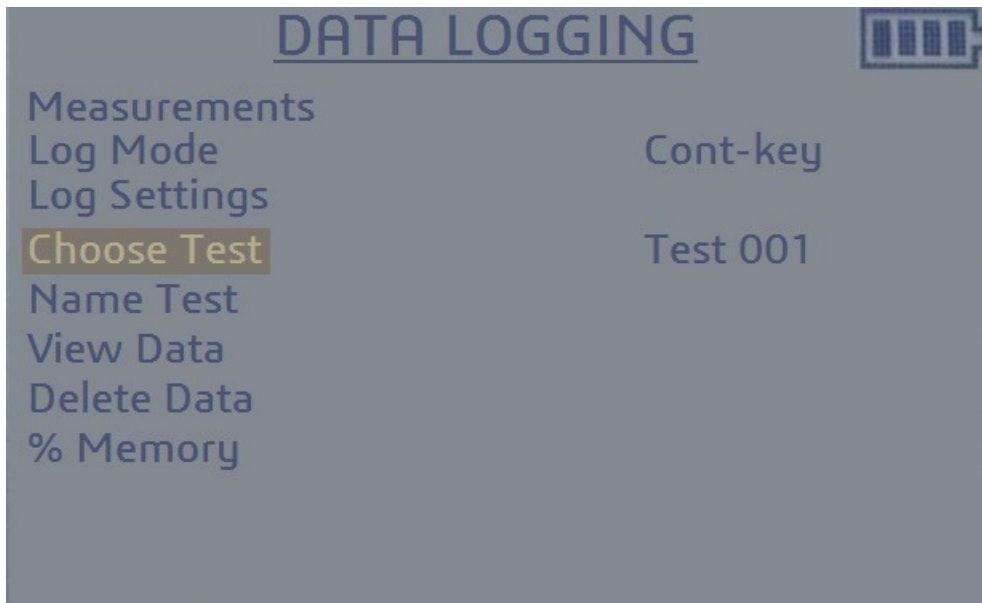 DATA LOGGING
Measurements
Log Mode Cont-key
Log Settings
Choose Test Test 001
Name Test
View Data
Delete Data
% Memory